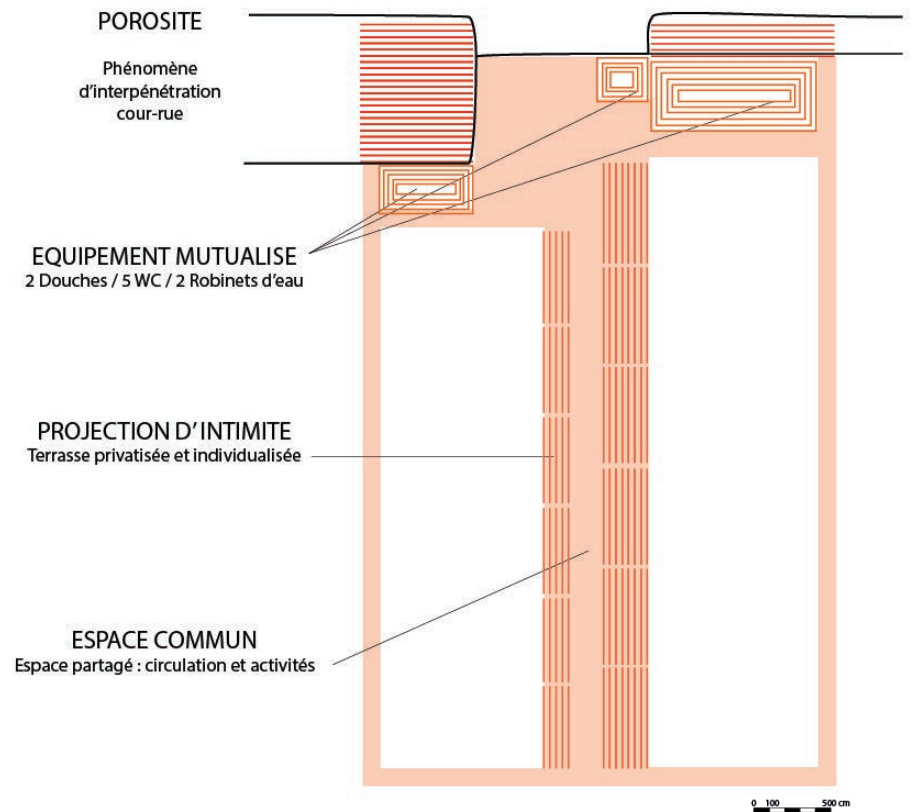 POROSITE
Phénomène
d'interpénétration
cour-rue
EQUIPEMENT MUTUALISE
2 Douches / 5 WC / 2 Robinets d'eau
PROJECTION D'INTIMITE
Terrasse privatisée et individualisée
ESPACE COMMUN
Espace partagé : circulation et activités
0 100 500 cm